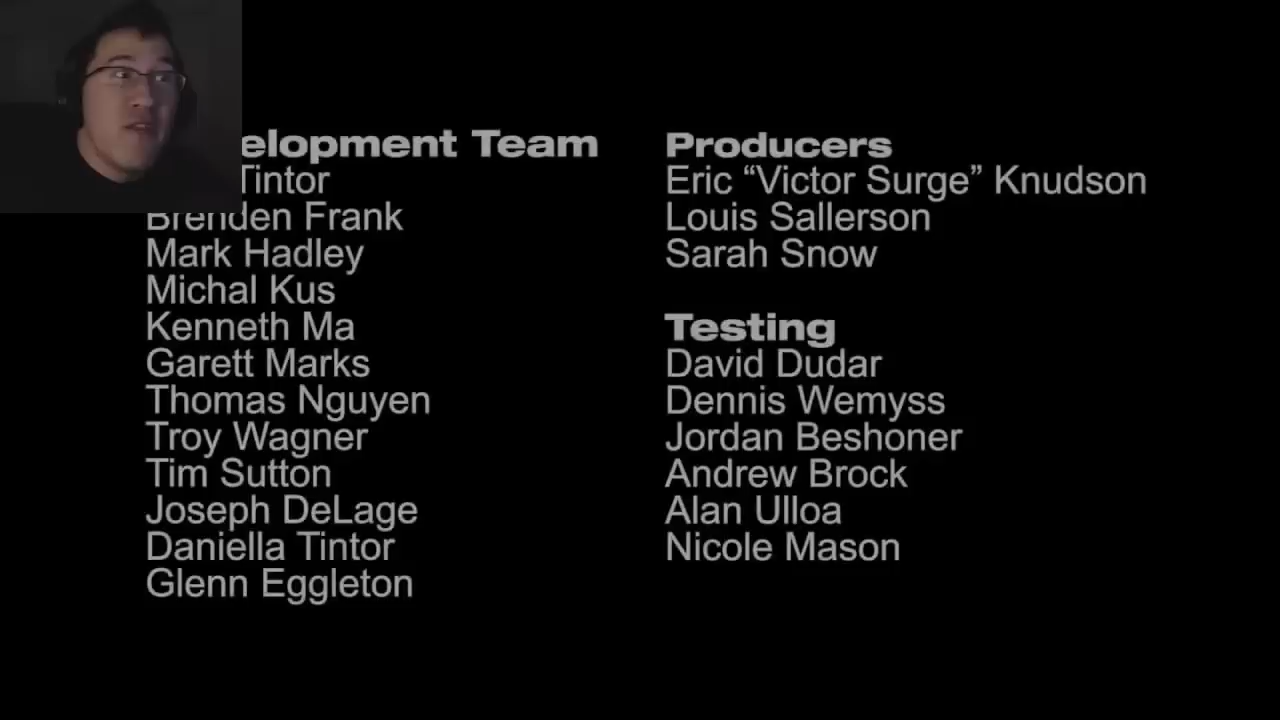 elopment Team
Tintor
Brenden Frank
Mark Hadley
Michal Kus
Kenneth Ma
Garett Marks
Thomas Nguyen
Troy Wagner
Tim Sutton
Joseph DeLage
Daniella Tintor
Glenn Eggleton
Producers
Eric “Victor Surge” Knudson
Louis Sallerson
Sarah Snow
Testing
David Dudar
Dennis Wemyss
Jordan Beshoner
Andrew Brock
Alan Ulloa
Nicole Mason